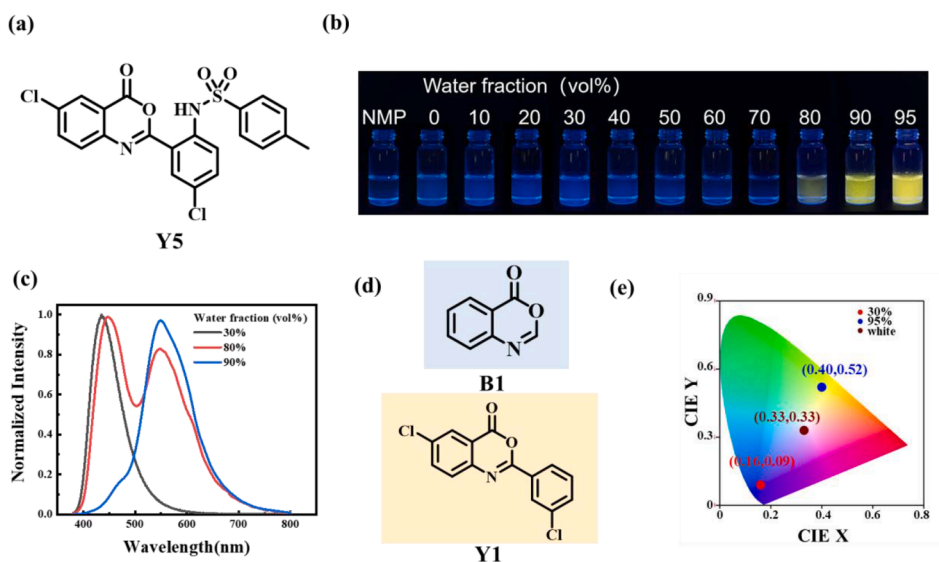 (a)
Cl
O
O
N
HN
S
O
O
Cl
Y5
(b)
Water fraction (vol%)
NMP 0 10 20 30 40 50 60 70 80 90 95
(c)
Normalized Intensity
1.0
0.8
0.6
0.4
0.2
0.0
Water fraction (vol%)
30%
80%
90%
400 500 600 700 800
Wavelength(nm)
(d)
O
O
N
B1
O
Cl
O
N
Cl
Y1
(e)
CIE Y
0.9
0.6
0.3
0
30%
95%
white
(0.40,0.52)
(0.33,0.33)
(0.16,0.09)
0 0.2 0.4 0.6 0.8
CIE X